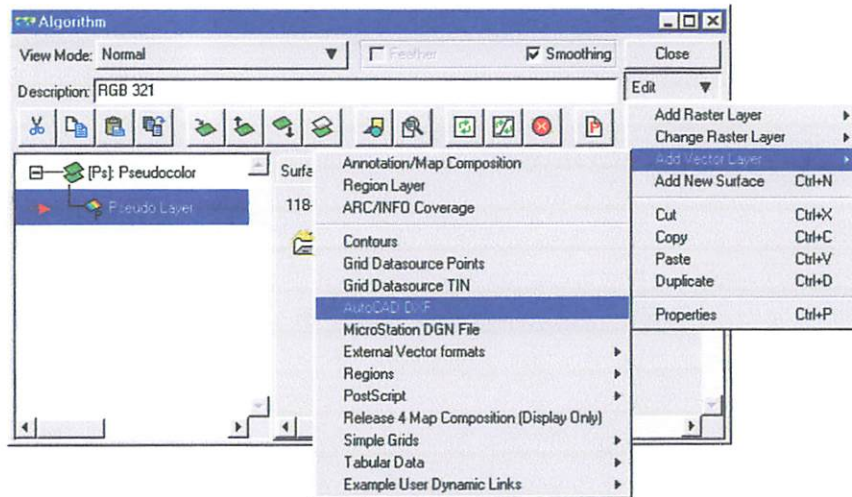 Algorithm
View Mode: Normal
Feather
Smoothing
Close
Description: RGB 321
Edit
[Ps]: Pseudocolor
Pseudo Layer
Surfa
118-
Add Raster Layer
Change Raster Layer
Add Vector Layer
Add New Surface Ctrl+N
Cut Ctrl+X
Copy Ctrl+C
Paste Ctrl+V
Duplicate Ctrl+D
Properties Ctrl+P
Annotation/Map Composition
Region Layer
ARC/INFO Coverage
Contours
Grid Datasource Points
Grid Datasource TIN
AutoCAD DXF
MicroStation DGN File
External Vector formats
Regions
PostScript
Release 4 Map Composition (Display Only)
Simple Grids
Tabular Data
Example User Dynamic Links